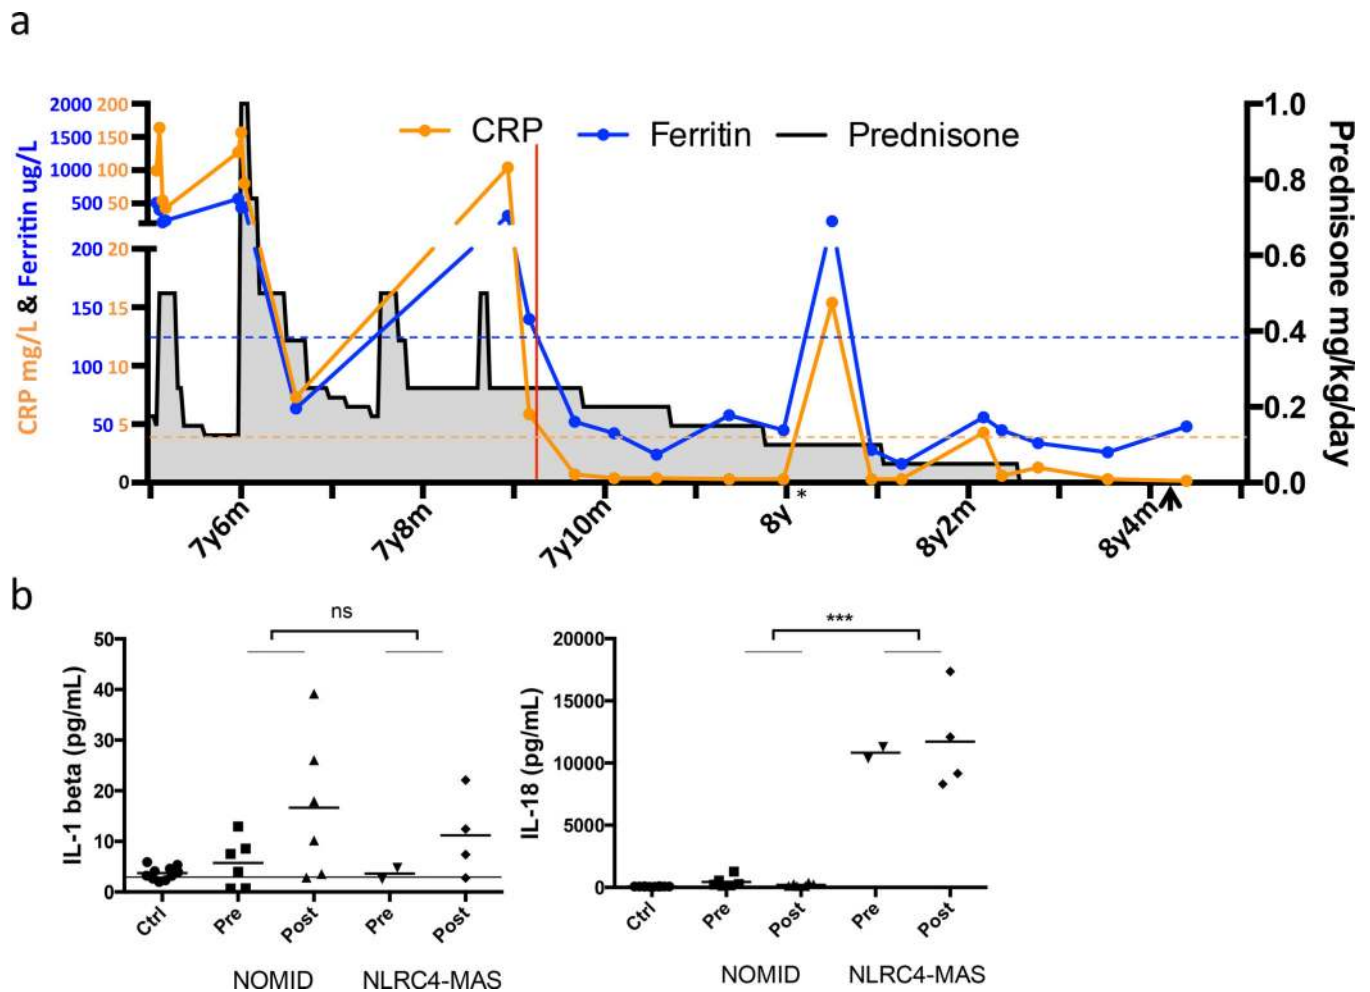 a
2000 200
1500 150
1000 100
500 50
200 20
150 15
100 10
50 5
0
CRP mg/L & Ferritin ug/L
CRP
Ferritin
Prednisone
1.0
0.8
0.6
0.4
0.2
0.0
Prednisone mg/kg/day
7y6m
7y8m
7y10m
8y
*
8y2m
8y4m
b
ns
50
40
30
20
10
0
IL-1 beta (pg/mL)
Ctrl
Pre
Post
Pre
Post
NOMID
NLRC4-MAS
***
20000
15000
10000
5000
0
IL-18 (pg/mL)
Ctrl
Pre
Post
Pre
Post
NOMID
NLRC4-MAS